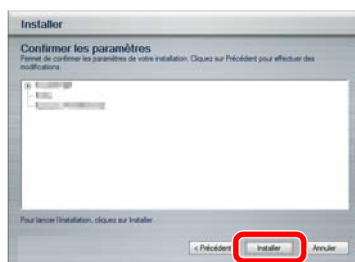 Installer
Confirmer les paramètres
Permet de confirmer les paramètres de votre installation. Cliquez sur Précédent pour effectuer des
modifications.
Pour lancer l'installation, cliquez sur Installer.
< Précédent Installer Annuler